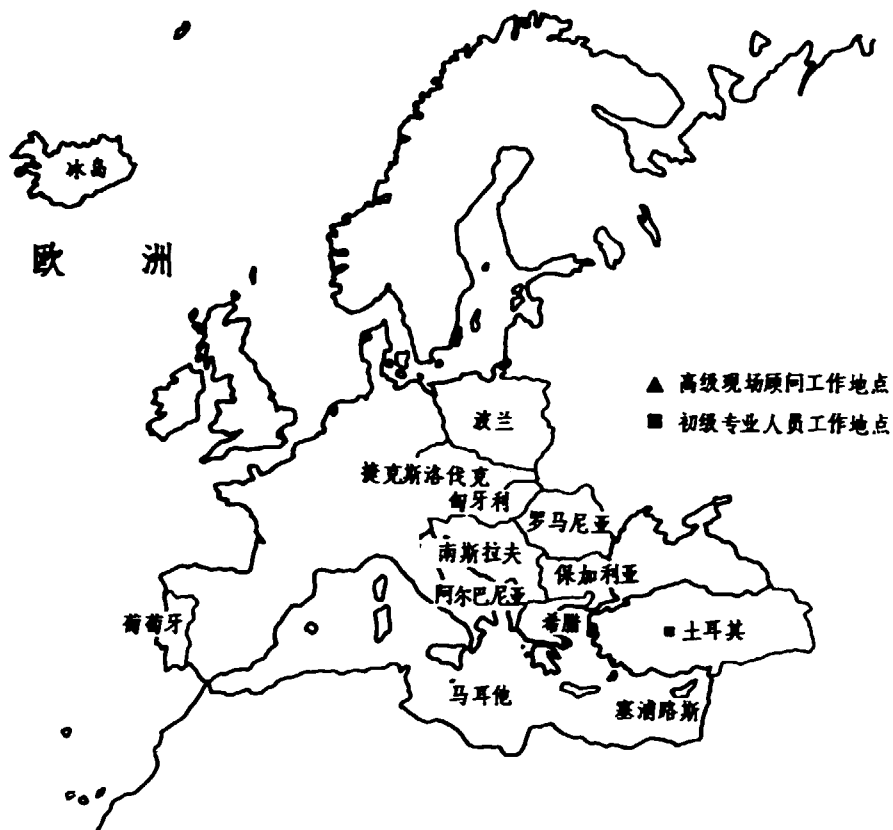 冰岛
欧洲
▲ 高级现场顾问工作地点
■ 初级专业人员工作地点
波兰
捷克斯洛伐克
匈牙利
罗马尼亚
南斯拉夫
保加利亚
阿尔巴尼亚
葡萄牙
希腊
土耳其
马耳他
塞浦路斯